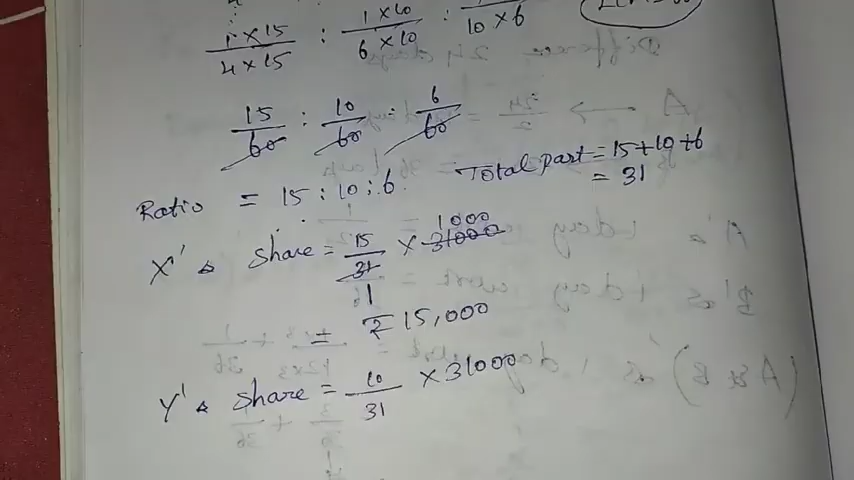 1 × 15 / 4 × 15 : 1 × 10 / 6 × 10 : / 10 × 6
15/60 : 10/60 : 6/60
Total part = 15+10+6
= 31
Ratio = 15 : 10 : 6
X's share = 15/31 × 31000 1000
1
= ₹ 15,000
Y's share = 10/31 × 31000